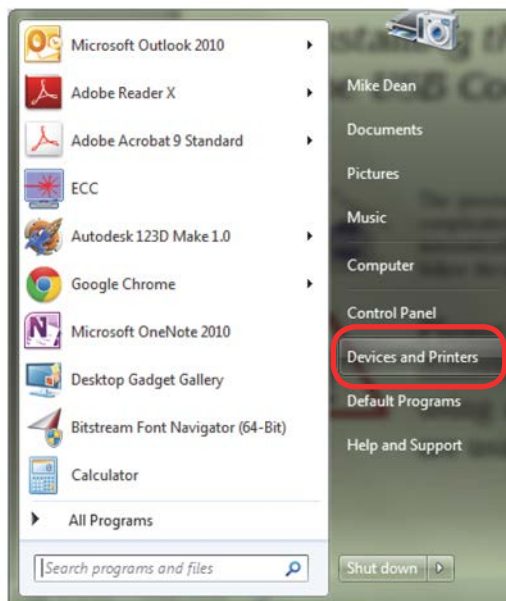 Microsoft Outlook 2010
Adobe Reader X
Adobe Acrobat 9 Standard
ECC
Autodesk 123D Make 1.0
Google Chrome
Microsoft OneNote 2010
Desktop Gadget Gallery
Bitstream Font Navigator (64-Bit)
Calculator
All Programs
Search programs and files
Mike Dean
Documents
Pictures
Music
Computer
Control Panel
Devices and Printers
Default Programs
Help and Support
Shut down